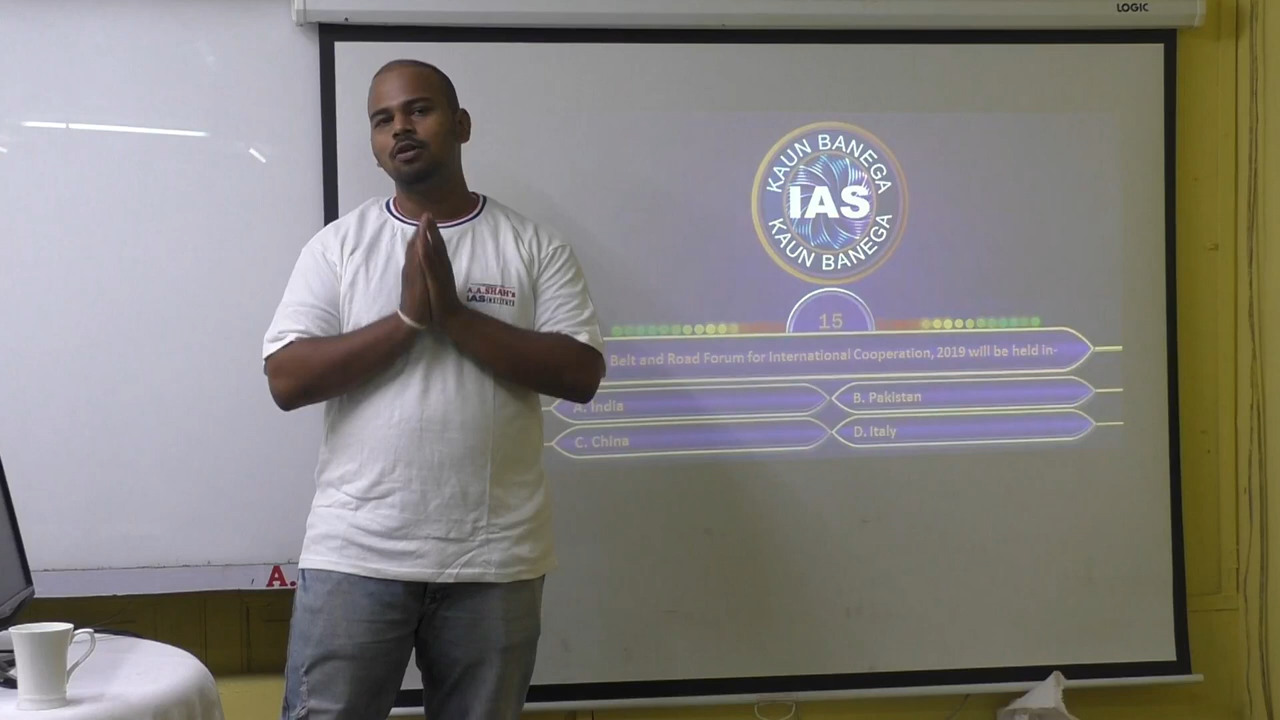 LOGIC
KAUN BANEGA
IAS
KAUN BANEGA
A.A.SHAH's
IAS INSTITUTE
15
Belt and Road Forum for International Cooperation, 2019 will be held in-
A. India
B. Pakistan
C. China
D. Italy
A.